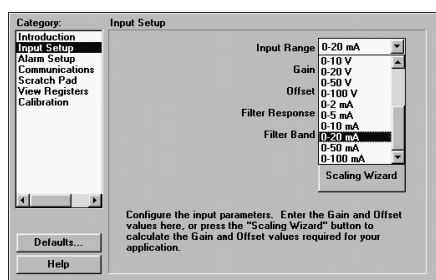 Category:
Introduction
Input Setup
Alarm Setup
Communications
Scratch Pad
View Registers
Calibration
Defaults...
Help
Input Setup
Input Range 0-20 mA
Gain
Offset
Filter Response
Filter Band
0-10 V
0-20 V
0-50 V
0-100 V
0-2 mA
0-5 mA
0-10 mA
0-20 mA
0-50 mA
0-100 mA
Scaling Wizard
Configure the input parameters. Enter the Gain and Offset
values here, or press the "Scaling Wizard" button to
calculate the Gain and Offset values required for your
application.